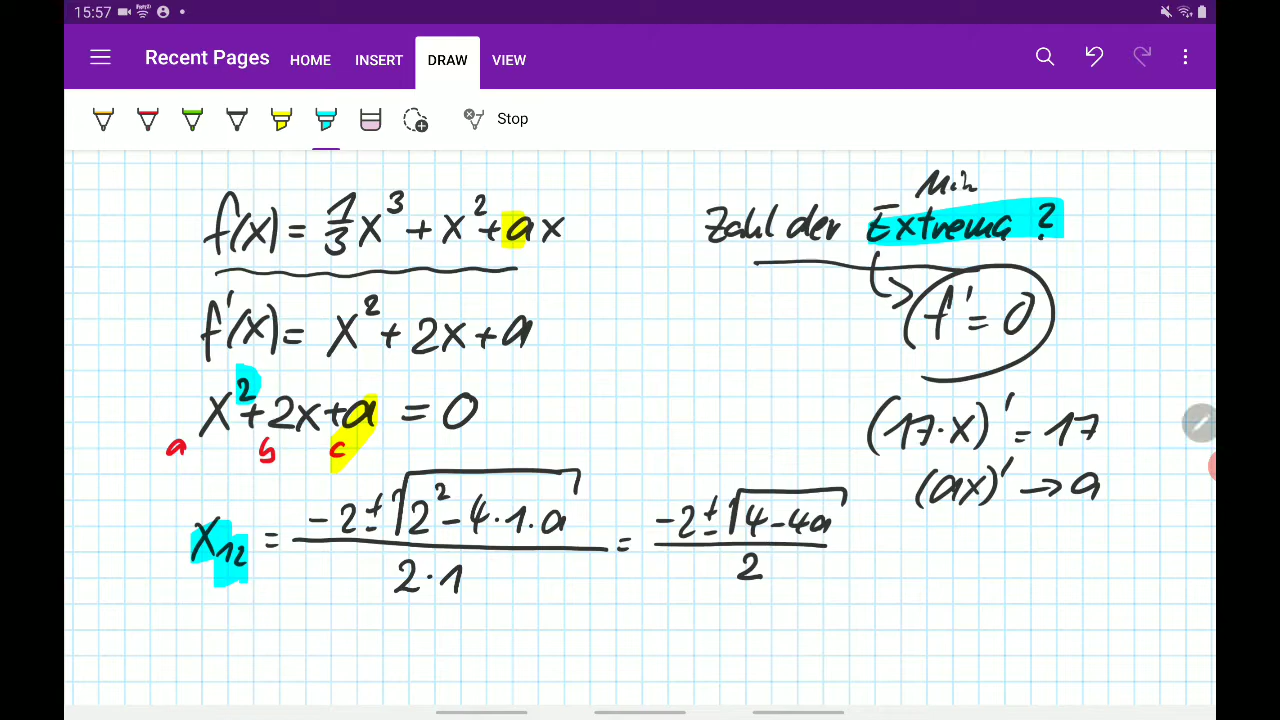 15:57
Recent Pages HOME INSERT DRAW VIEW
Stop
f(x) = 1/3 x³ + x² + ax
Zahl der Extrema ?
f'(x) = x² + 2x + a
f' = 0
x² + 2x + a = 0
a b c
(17·x)' = 17
(ax)' → a
x₁₂ = (-2 ± √(2² - 4·1·a)) / (2·1) = (-2 ± √(4 - 4a)) / 2